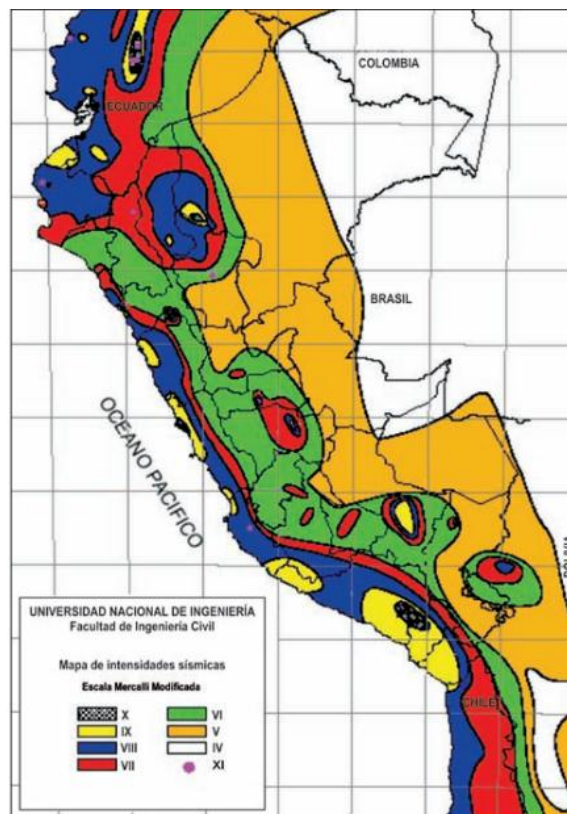 COLOMBIA
ECUADOR
BRASIL
OCEANO PACIFICO
BOLIVIA
CHILE
UNIVERSIDAD NACIONAL DE INGENIERÍA
Facultad de Ingeniería Civil
Mapa de intensidades sísmicas
Escala Mercalli Modificada
X VI
IX V
VIII IV
VII XI